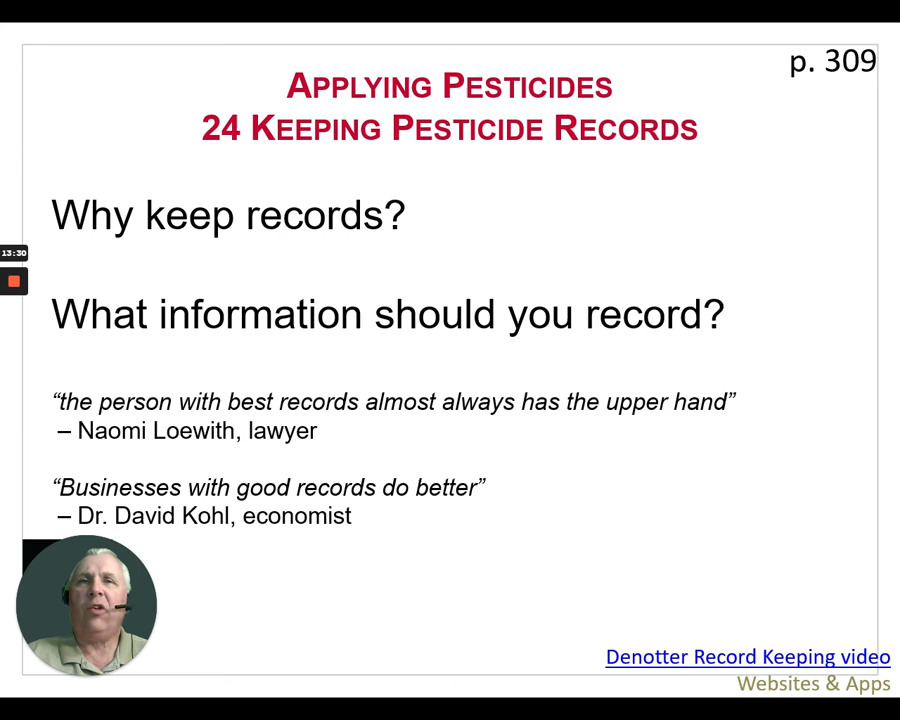 p. 309
APPLYING PESTICIDES
24 KEEPING PESTICIDE RECORDS
Why keep records?
13:30
What information should you record?
“the person with best records almost always has the upper hand”
– Naomi Loewith, lawyer
“Businesses with good records do better”
– Dr. David Kohl, economist
Denotter Record Keeping video
Websites & Apps